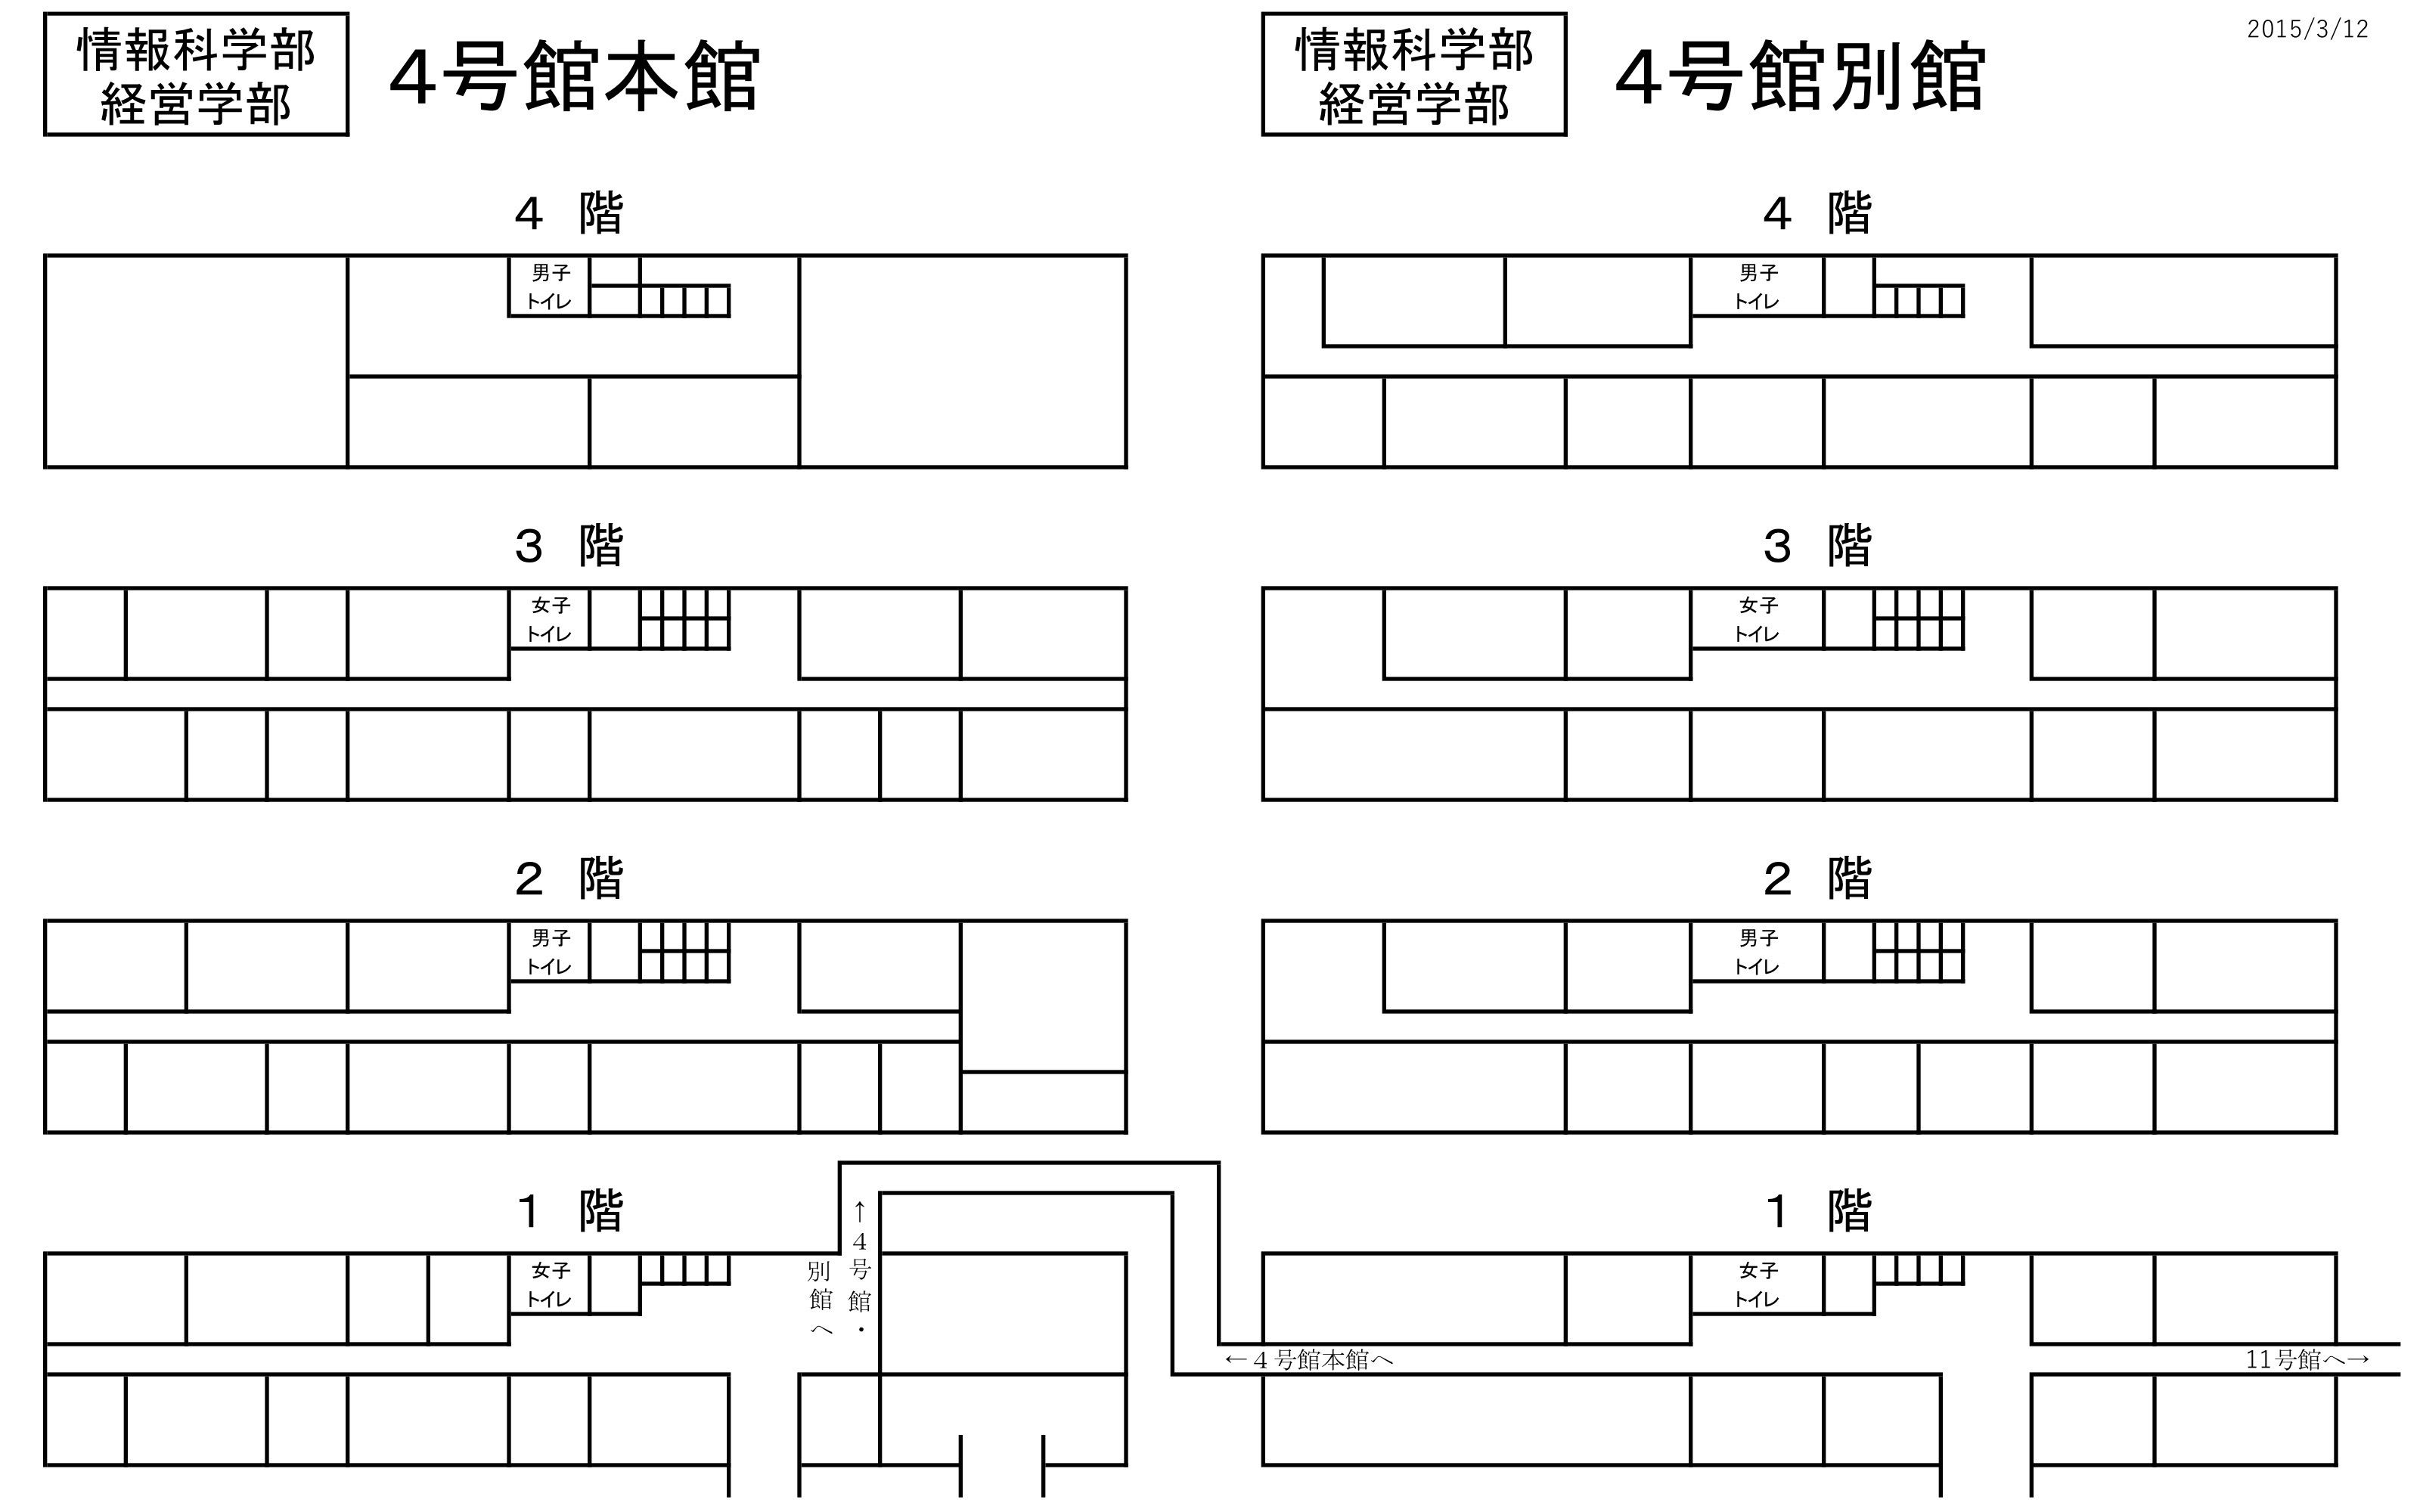 情報科学部
経営学部
4号館本館
情報科学部
経営学部
4号館別館
2015/3/12
4 階
男子
トイレ
4 階
男子
トイレ
3 階
女子
トイレ
3 階
女子
トイレ
2 階
男子
トイレ
2 階
男子
トイレ
1 階
女子
トイレ
↑4号館・
別館へ
1 階
女子
トイレ
←4号館本館へ
11号館へ→